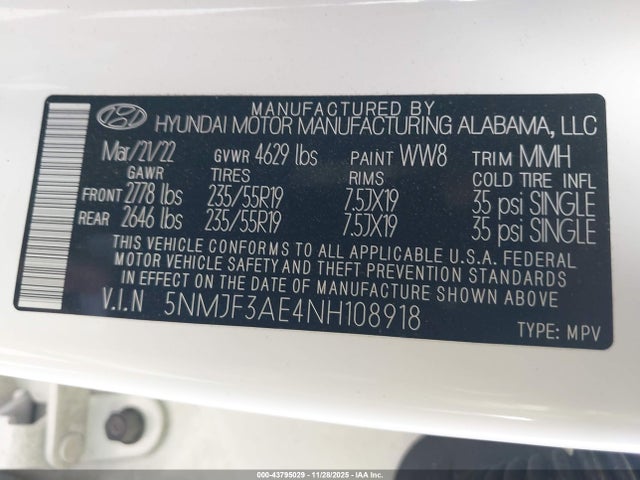 MANUFACTURED BY
HYUNDAI MOTOR MANUFACTURING ALABAMA, LLC
Mar/21/22 GVWR 4629 lbs PAINT WW8 TRIM MMH
GAWR TIRES RIMS COLD TIRE INFL
FRONT 2778 lbs 235/55R19 7.5JX19 35 psi SINGLE
REAR 2646 lbs 235/55R19 7.5JX19 35 psi SINGLE
THIS VEHICLE CONFORMS TO ALL APPLICABLE U.S.A. FEDERAL
MOTOR VEHICLE SAFETY AND THEFT PREVENTION STANDARDS
IN EFFECT ON THE DATE OF MANUFACTURE SHOWN ABOVE.
V.I.N 5NMJF3AE4NH108918
TYPE: MPV
000-43795029 - 11/28/2025 - IAA Inc.